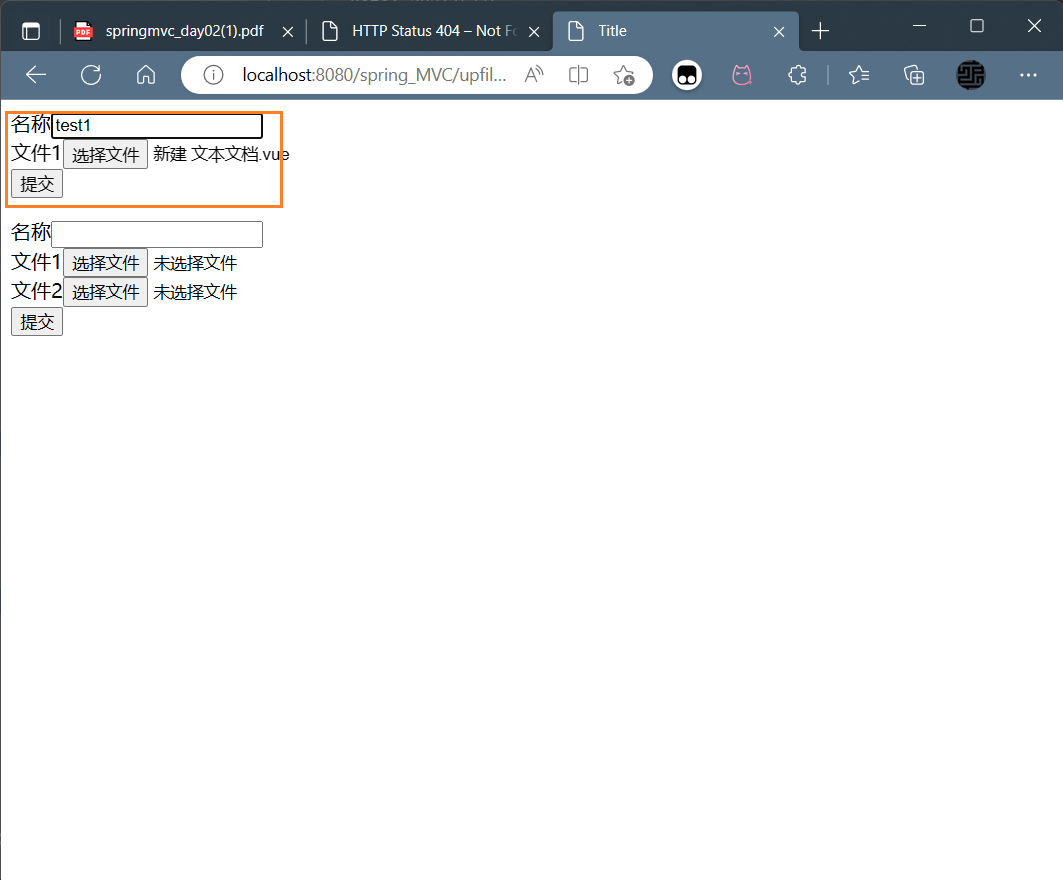 PDF springmvc_day02(1).pdf HTTP Status 404 – Not Fo Title
localhost:8080/spring_MVC/upfil...
名称 test1
文件1 选择文件 新建 文本文档.vue
提交
名称
文件1 选择文件 未选择文件
文件2 选择文件 未选择文件
提交